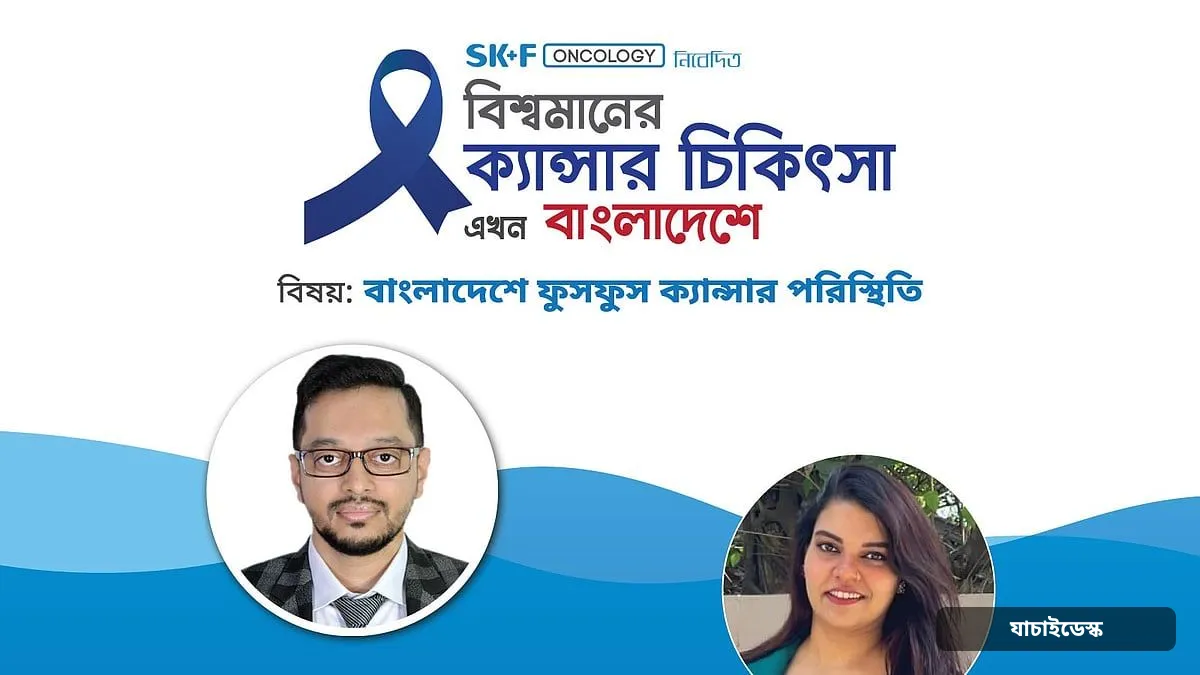 SK+F ONCOLOGY নিবেদিত
বিশ্বমানের
ক্যান্সার চিকিৎসা
এখন বাংলাদেশে
বিষয়: বাংলাদেশে ফুসফুস ক্যান্সার পরিস্থিতি
যাচাইডেস্ক